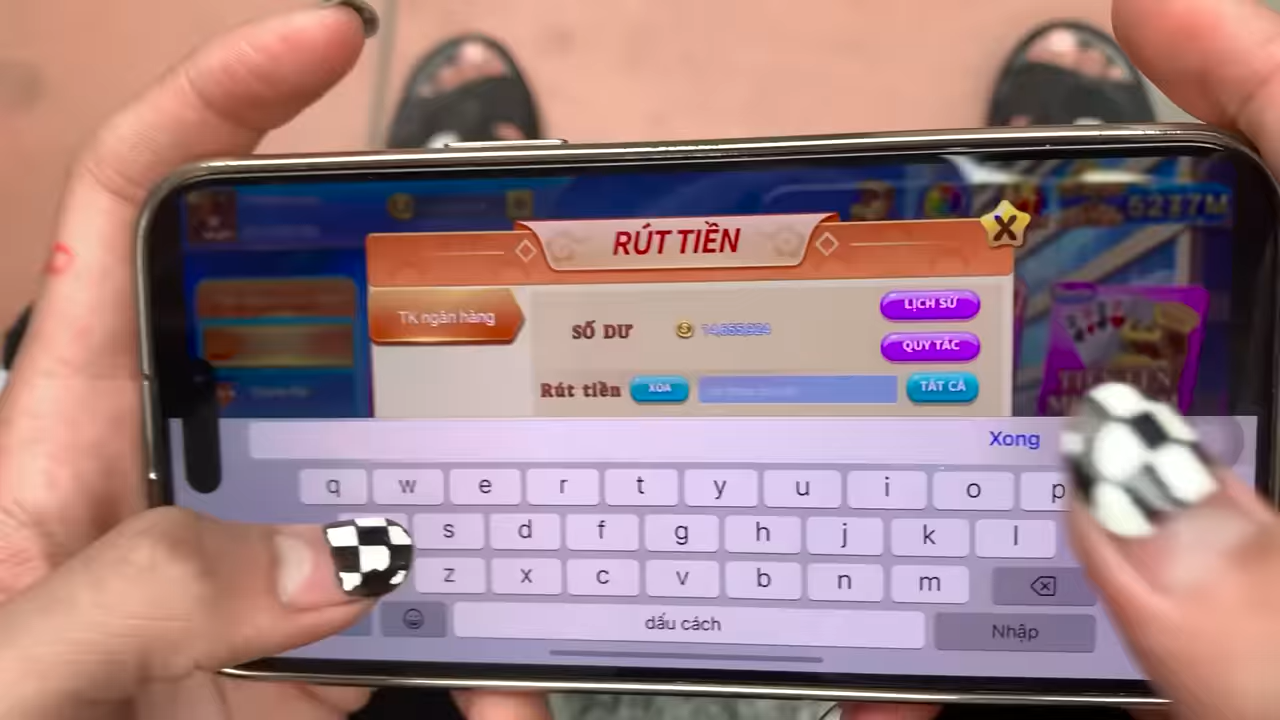 5277M
RÚT TIỀN
TK ngân hàng
SỐ DƯ
LỊCH SỬ
QUY TẮC
Rút tiền
XÓA
TẤT CẢ
Xong
q w e r t y u i o p
s d f g h j k l
z x c v b n m
dấu cách
Nhập